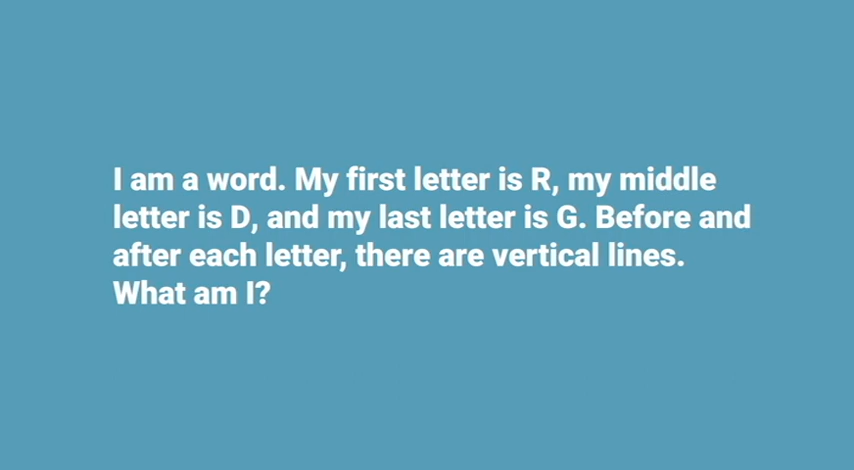 I am a word. My first letter is R, my middle
letter is D, and my last letter is G. Before and
after each letter, there are vertical lines.
What am I?